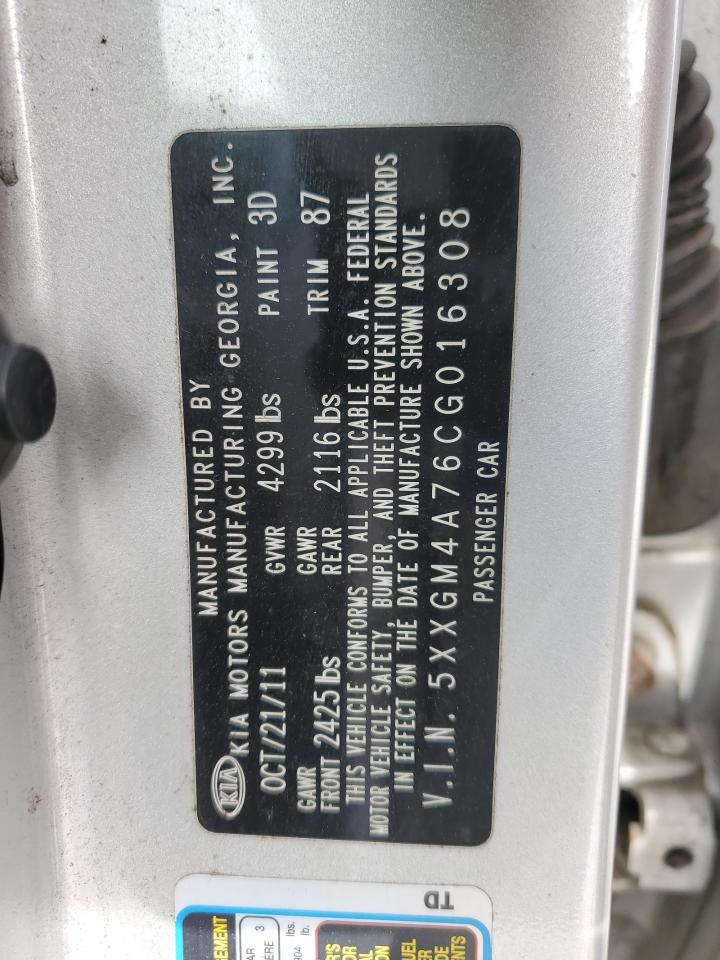 MANUFACTURED BY
KIA KIA MOTORS MANUFACTURING GEORGIA, INC.
OCT/21/11 GVWR 4299 lbs PAINT 3D
GAWR GAWR
FRONT 2425 lbs REAR 2116 lbs TRIM 87
THIS VEHICLE CONFORMS TO ALL APPLICABLE U.S.A. FEDERAL
MOTOR VEHICLE SAFETY, BUMPER, AND THEFT PREVENTION STANDARDS
IN EFFECT ON THE DATE OF MANUFACTURE SHOWN ABOVE.
V.I.N. 5XXGM4A76CG016308
PASSENGER CAR
TD